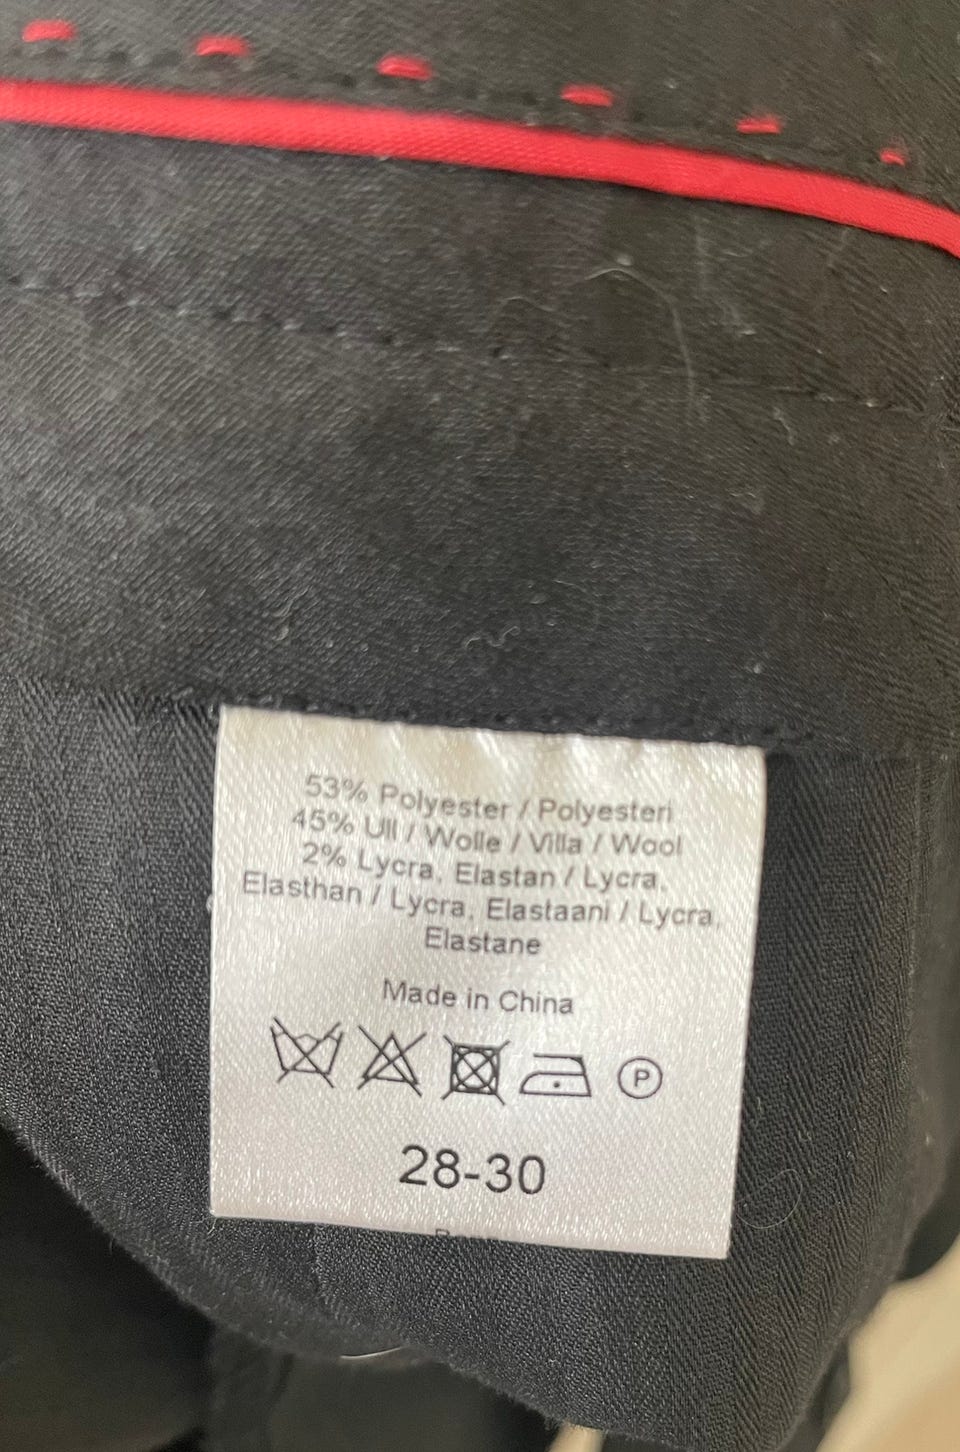 53% Polyester / Polyesteri
45% Ull / Wolle / Villa / Wool
2% Lycra, Elastan / Lycra,
Elasthan / Lycra, Elastaani / Lycra,
Elastane
Made in China
P
28-30